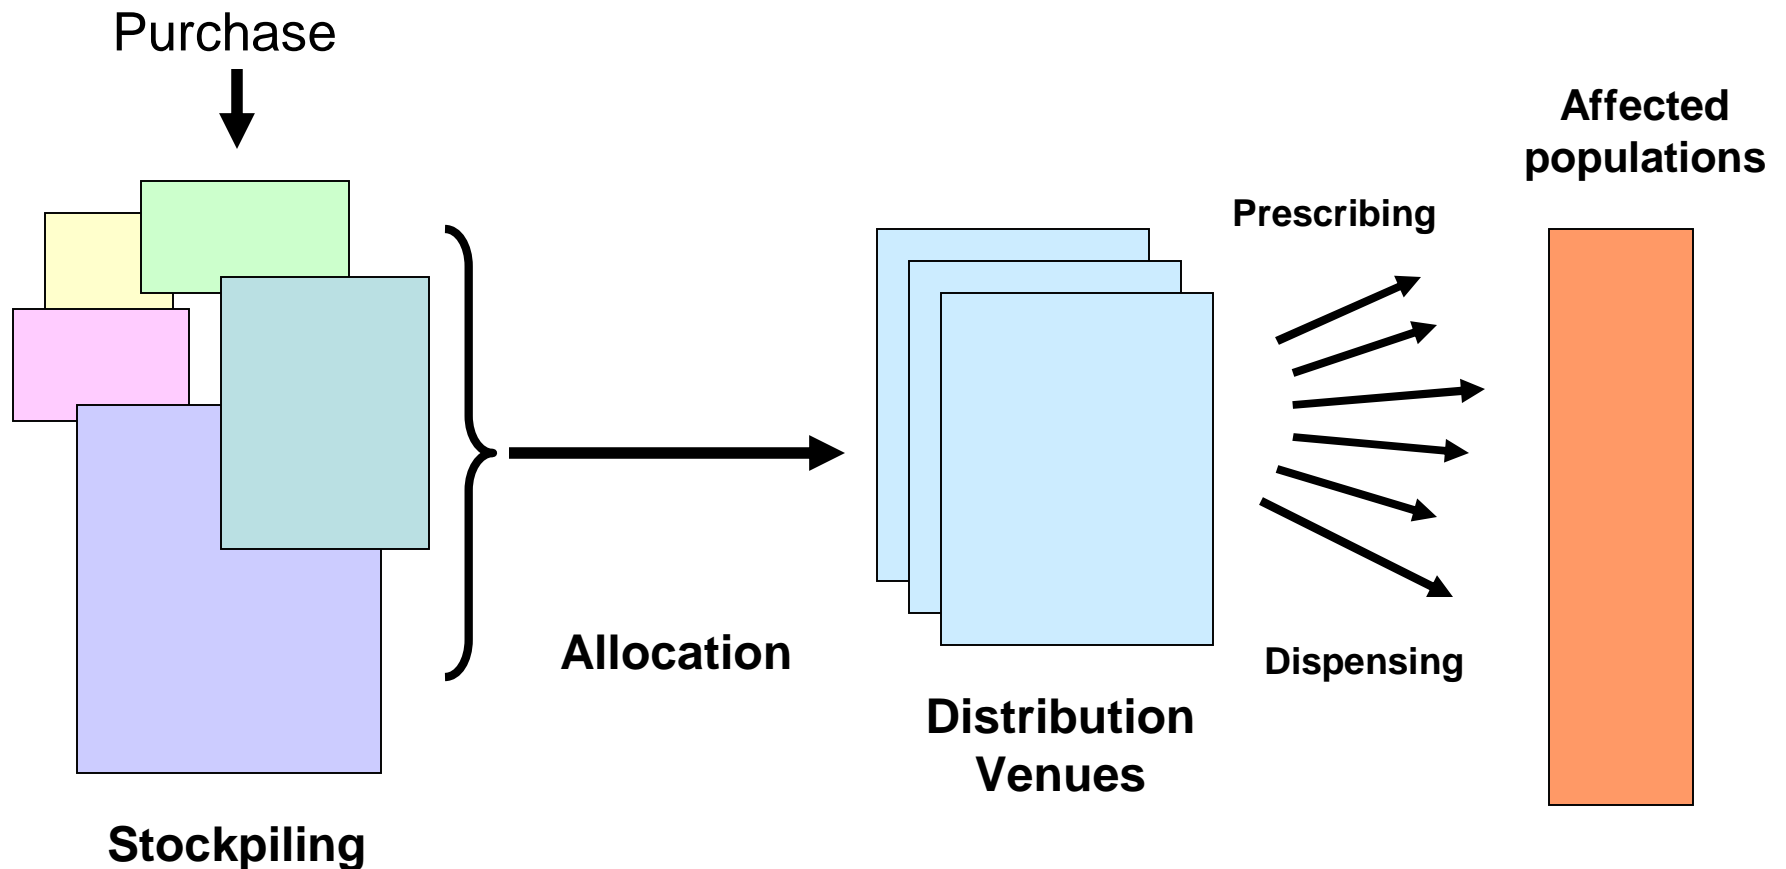 Purchase
Stockpiling
Allocation
Distribution
Venues
Prescribing
Dispensing
Affected
populations